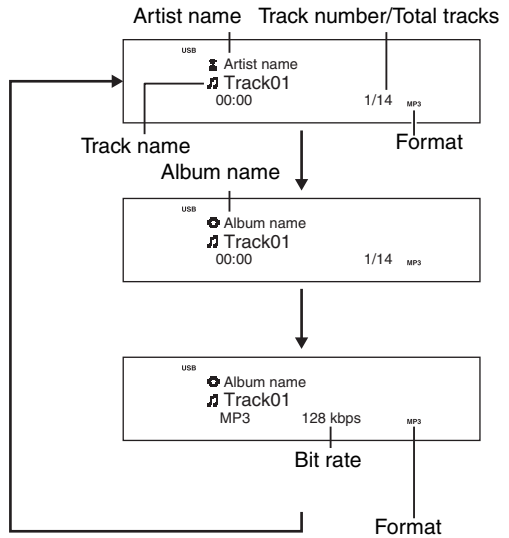 Artist name Track number/Total tracks
USB
Artist name
Track01
00:00 1/14 MP3
Track name Format
Album name
USB
Album name
Track01
00:00 1/14 MP3
USB
Album name
Track01
MP3 128 kbps MP3
Bit rate
Format